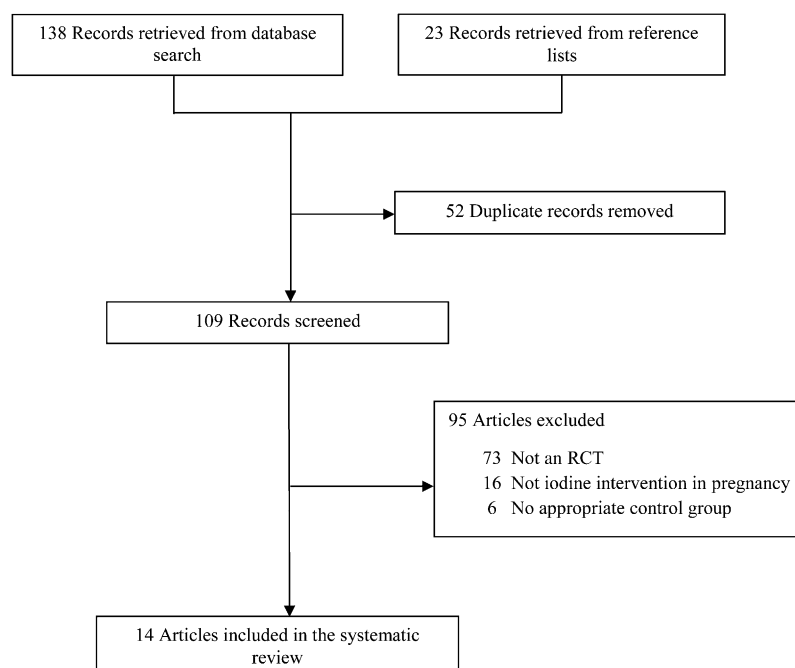 138 Records retrieved from database
search
23 Records retrieved from reference
lists
52 Duplicate records removed
109 Records screened
95 Articles excluded
73 Not an RCT
16 Not iodine intervention in pregnancy
6 No appropriate control group
14 Articles included in the systematic
review